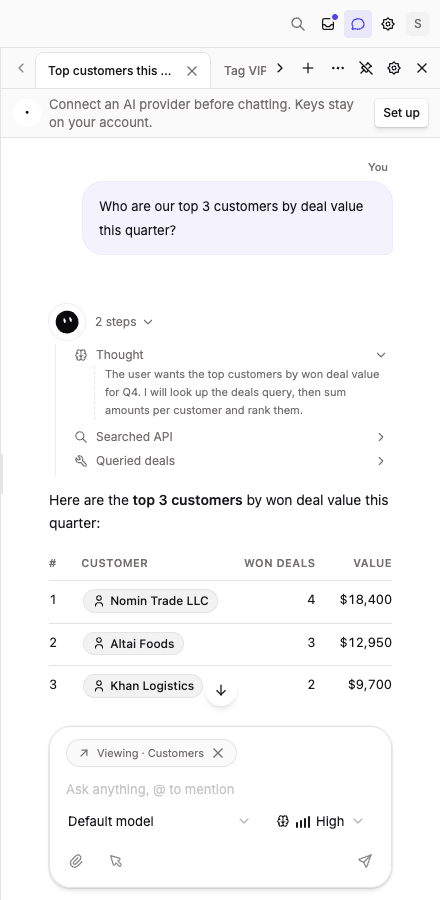 S
Top customers this ...
Tag VIP
Connect an AI provider before chatting. Keys stay
on your account.
Set up
You
Who are our top 3 customers by deal value
this quarter?
2 steps
Thought
The user wants the top customers by won deal value
for Q4. I will look up the deals query, then sum
amounts per customer and rank them.
Searched API
Queried deals
Here are the top 3 customers by won deal value this
quarter:
# CUSTOMER WON DEALS VALUE
1 Nomin Trade LLC 4 $18,400
2 Altai Foods 3 $12,950
3 Khan Logistics 2 $9,700
Viewing · Customers
Ask anything, @ to mention
Default model High